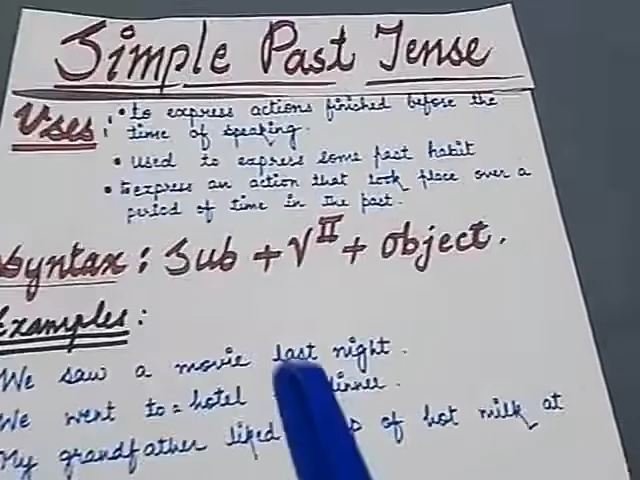 Simple Past Tense
Uses: • to express actions finished before the
time of speaking.
• used to express some past habit
• to express an action that took place over a
period of time in the past.
Syntax: Sub + V II + Object.
Examples:
We saw a movie last night.
We went to hotel dinner.
My grandfather liked of hot milk at